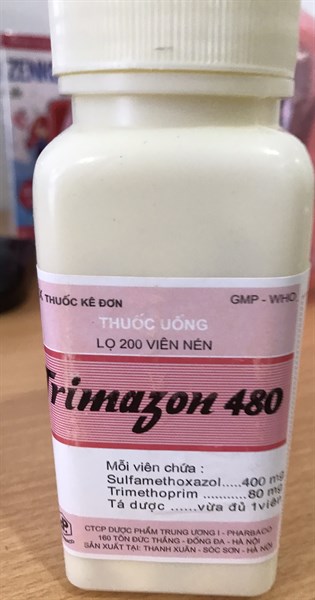 ZENK
THUỐC KÊ ĐƠN
GMP - WHO
THUỐC UỐNG
LỌ 200 VIÊN NÉN
Trimazon 480
Mỗi viên chứa :
Sulfamethoxazol.....400 mg
Trimethoprim ...........80 mg
Tá dược ......vừa đủ 1viên
CTCP DƯỢC PHẨM TRUNG ƯƠNG I - PHARBACO
160 TÔN ĐỨC THẮNG - ĐỐNG ĐA - HÀ NỘI
SẢN XUẤT TẠI: THANH XUÂN - SÓC SƠN - HÀ NỘI